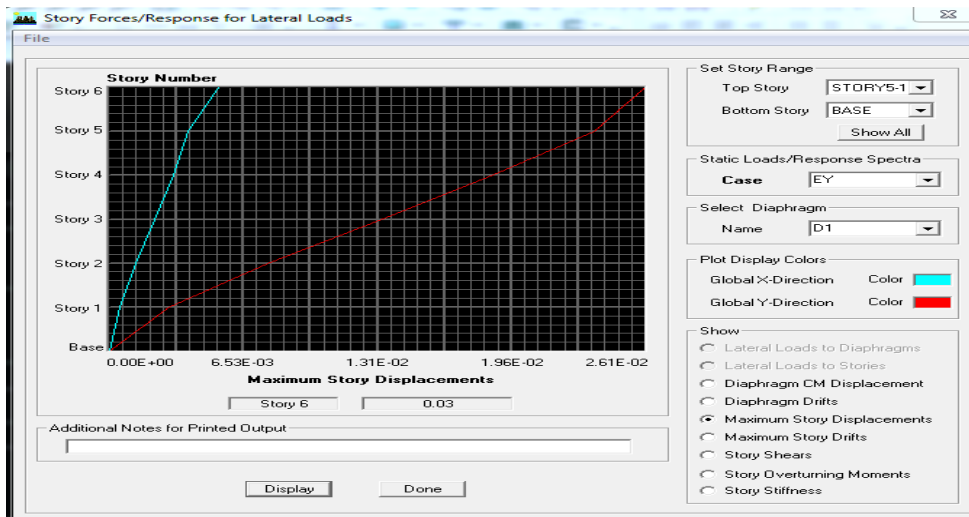 Story Forces/Response for Lateral Loads
File
Story Number
Story 6
Story 5
Story 4
Story 3
Story 2
Story 1
Base
0.00E+00 6.53E-03 1.31E-02 1.96E-02 2.61E-02
Maximum Story Displacements
Story 6 0.03
Additional Notes for Printed Output
Display Done
Set Story Range
Top Story STORY5-1
Bottom Story BASE
Show All
Static Loads/Response Spectra
Case EY
Select Diaphragm
Name D1
Plot Display Colors
Global X-Direction Color
Global Y-Direction Color
Show
Lateral Loads to Diaphragms
Lateral Loads to Stories
Diaphragm CM Displacement
Diaphragm Drifts
Maximum Story Displacements
Maximum Story Drifts
Story Shears
Story Overturning Moments
Story Stiffness